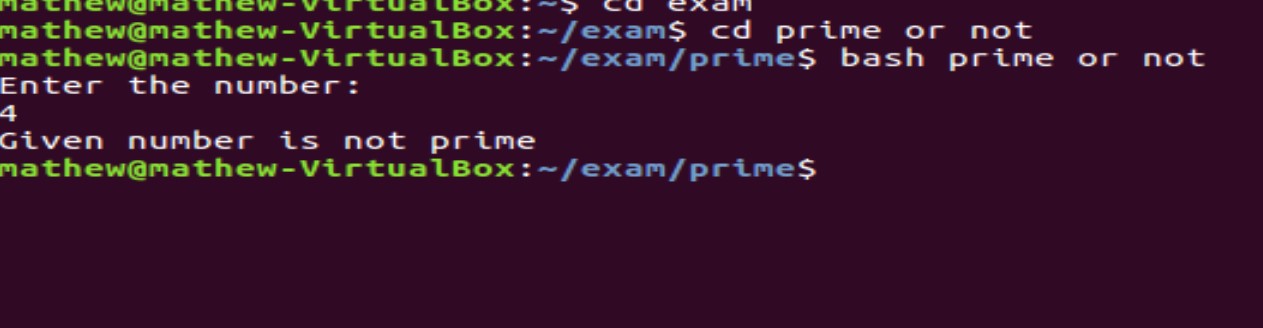 mathew@mathew-VirtualBox:~$ cd exam
mathew@mathew-VirtualBox:~/exam$ cd prime or not
mathew@mathew-VirtualBox:~/exam/prime$ bash prime or not
Enter the number:
4
Given number is not prime
mathew@mathew-VirtualBox:~/exam/prime$